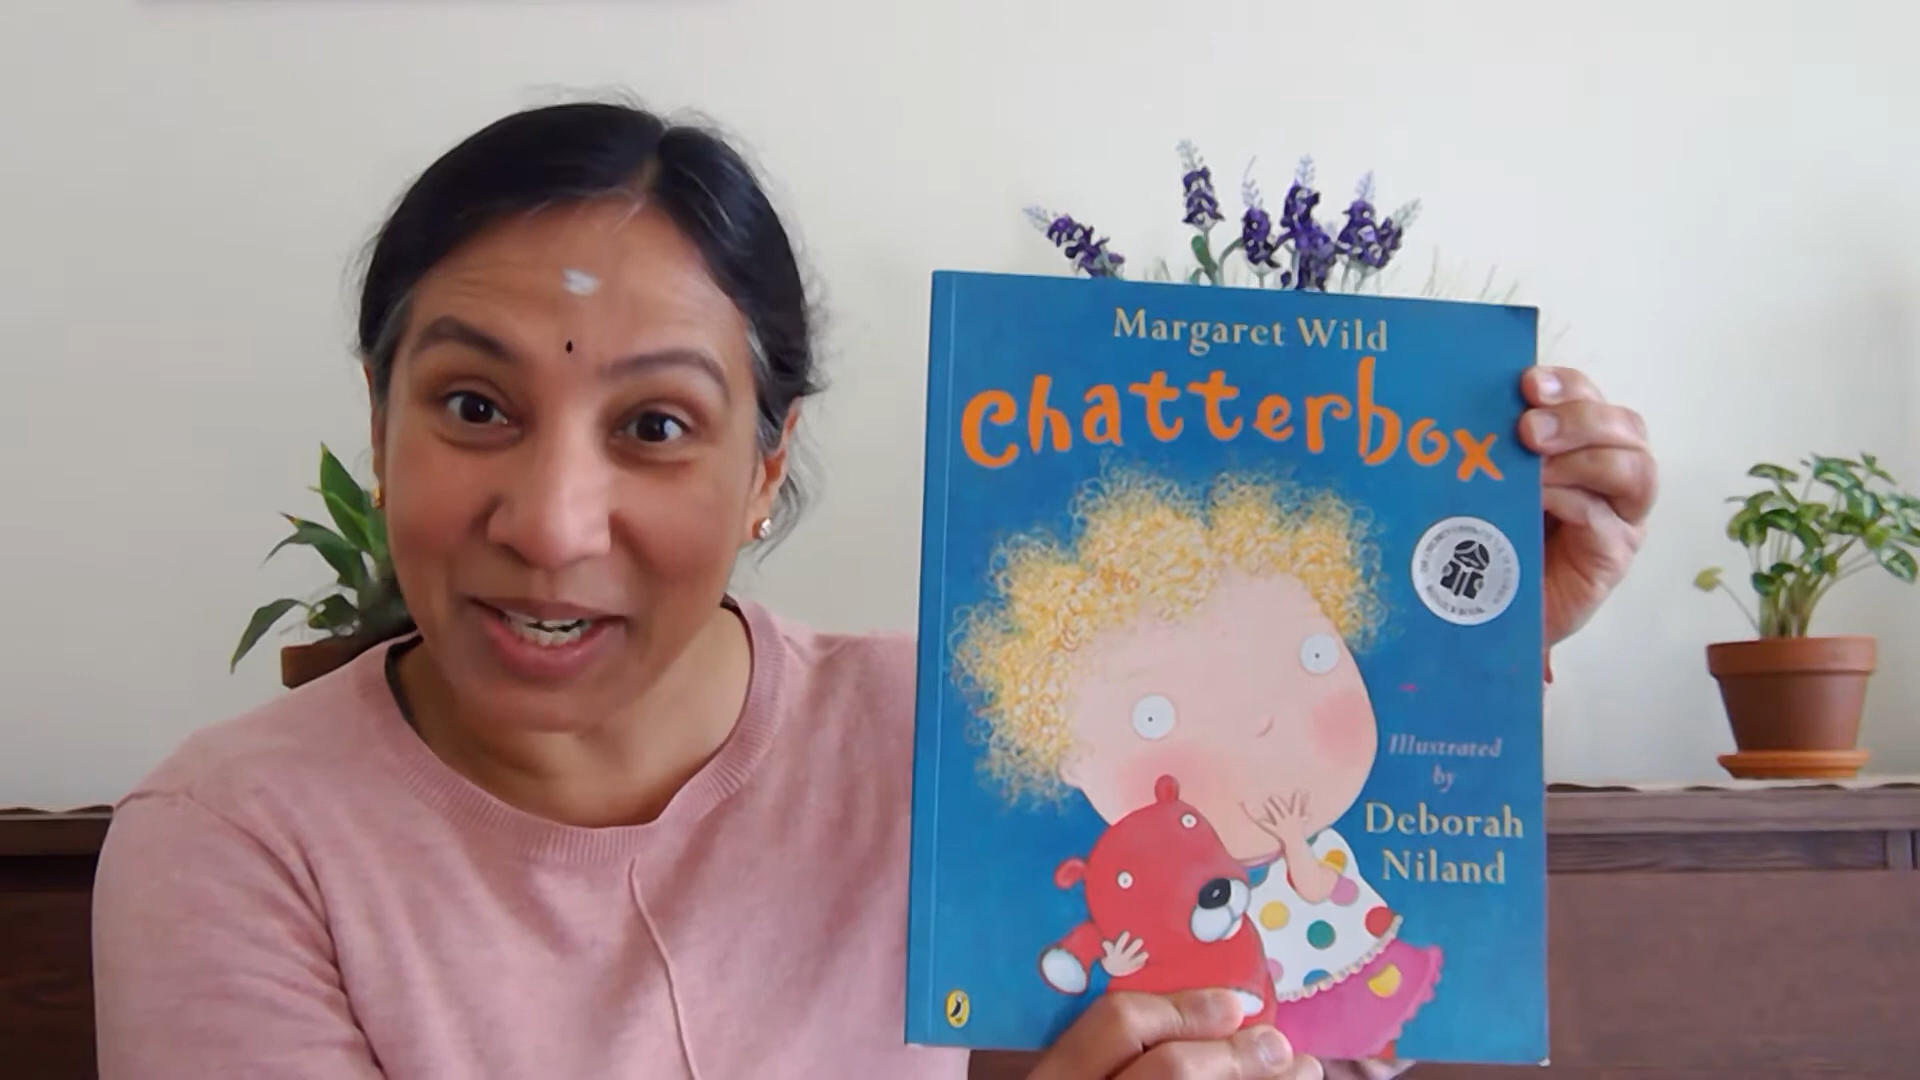 Margaret Wild
Chatterbox
Illustrated
by
Deborah
Niland